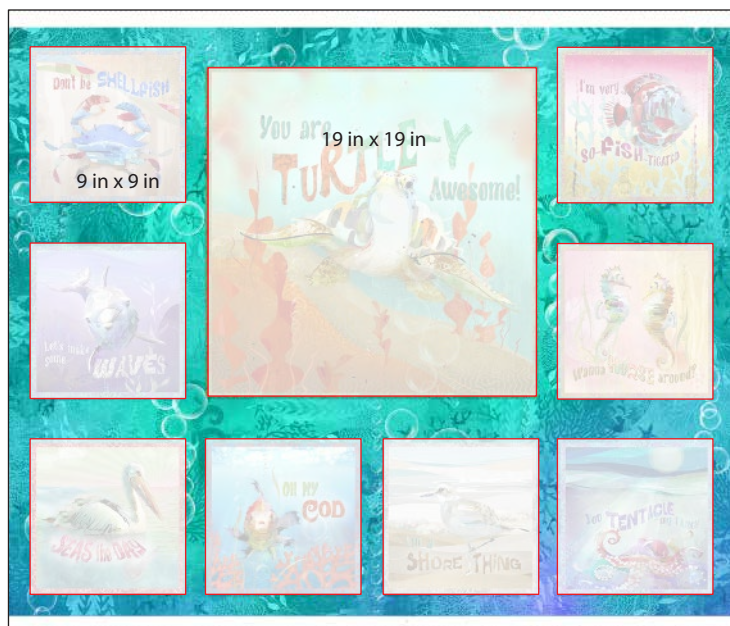 Don't be SHELLFISH
9 in x 9 in
You are
TURTLE-Y
Awesome!
19 in x 19 in
I'm very
SO-FISH-TICATED
Let's make
some
WAVES
Wanna
around?
SEAS the DAY
OH MY
COD
SHORE THING
You
TENTACLE